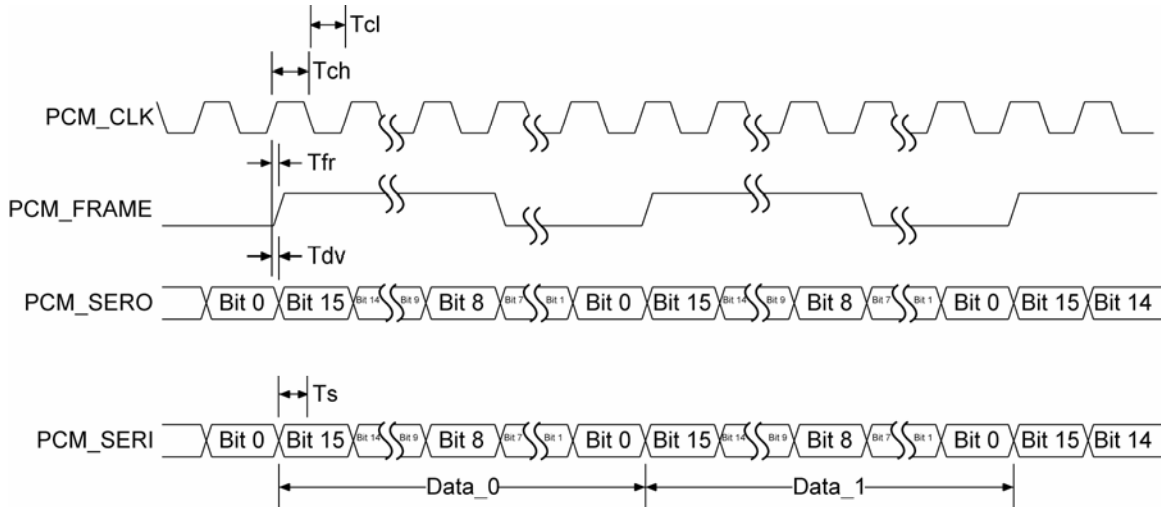 Tcl
Tch
PCM_CLK
Tfr
PCM_FRAME
Tdv
PCM_SERO Bit 0 Bit 15 Bit 14 Bit 9 Bit 8 Bit 7 Bit 1 Bit 0 Bit 15 Bit 14 Bit 9 Bit 8 Bit 7 Bit 1 Bit 0 Bit 15 Bit 14
Ts
PCM_SERI Bit 0 Bit 15 Bit 14 Bit 9 Bit 8 Bit 7 Bit 1 Bit 0 Bit 15 Bit 14 Bit 9 Bit 8 Bit 7 Bit 1 Bit 0 Bit 15 Bit 14
Data_0 Data_1